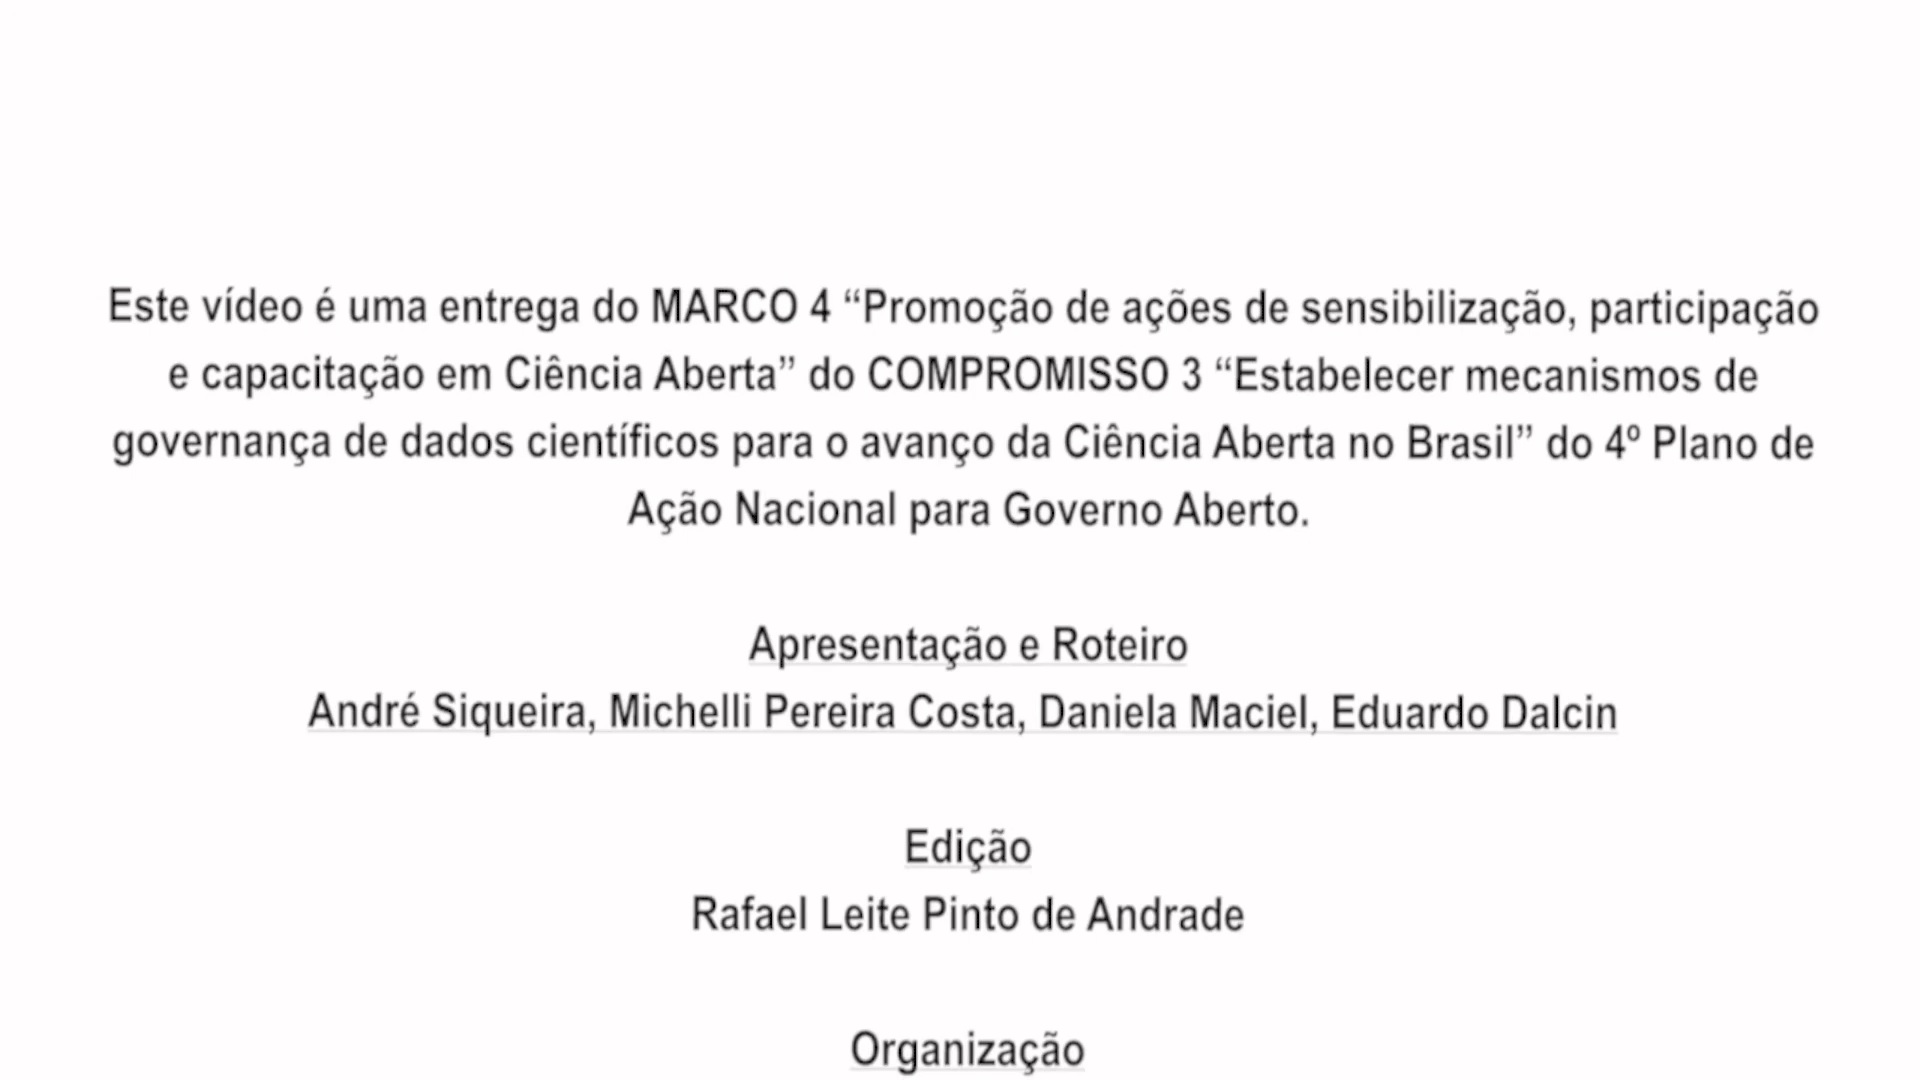 Este vídeo é uma entrega do MARCO 4 “Promoção de ações de sensibilização, participação
e capacitação em Ciência Aberta” do COMPROMISSO 3 “Estabelecer mecanismos de
governança de dados científicos para o avanço da Ciência Aberta no Brasil” do 4º Plano de
Ação Nacional para Governo Aberto.
Apresentação e Roteiro
André Siqueira, Michelli Pereira Costa, Daniela Maciel, Eduardo Dalcin
Edição
Rafael Leite Pinto de Andrade
Organização